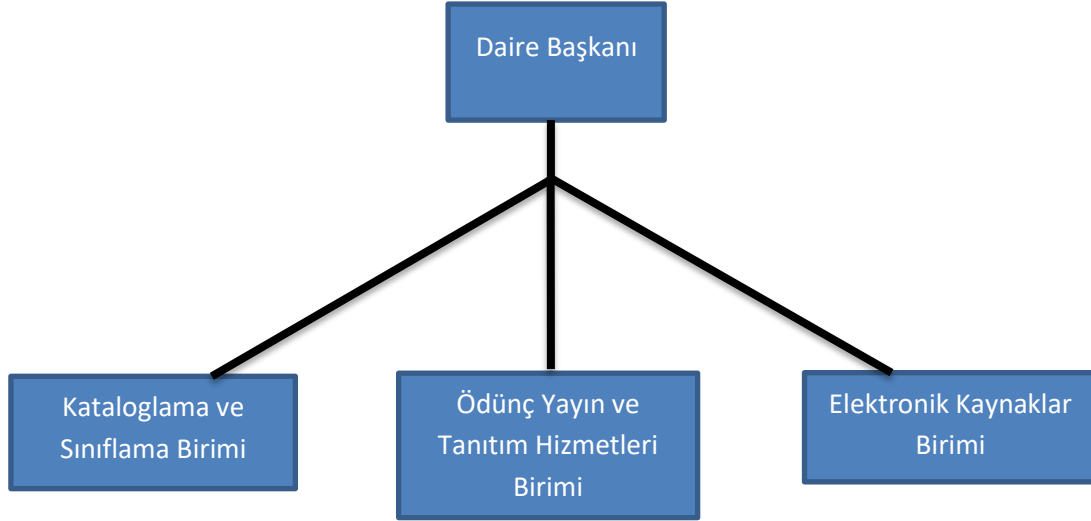 Daire Başkanı
Kataloglama ve
Sınıflama Birimi
Ödünç Yayın ve
Tanıtım Hizmetleri
Birimi
Elektronik Kaynaklar
Birimi